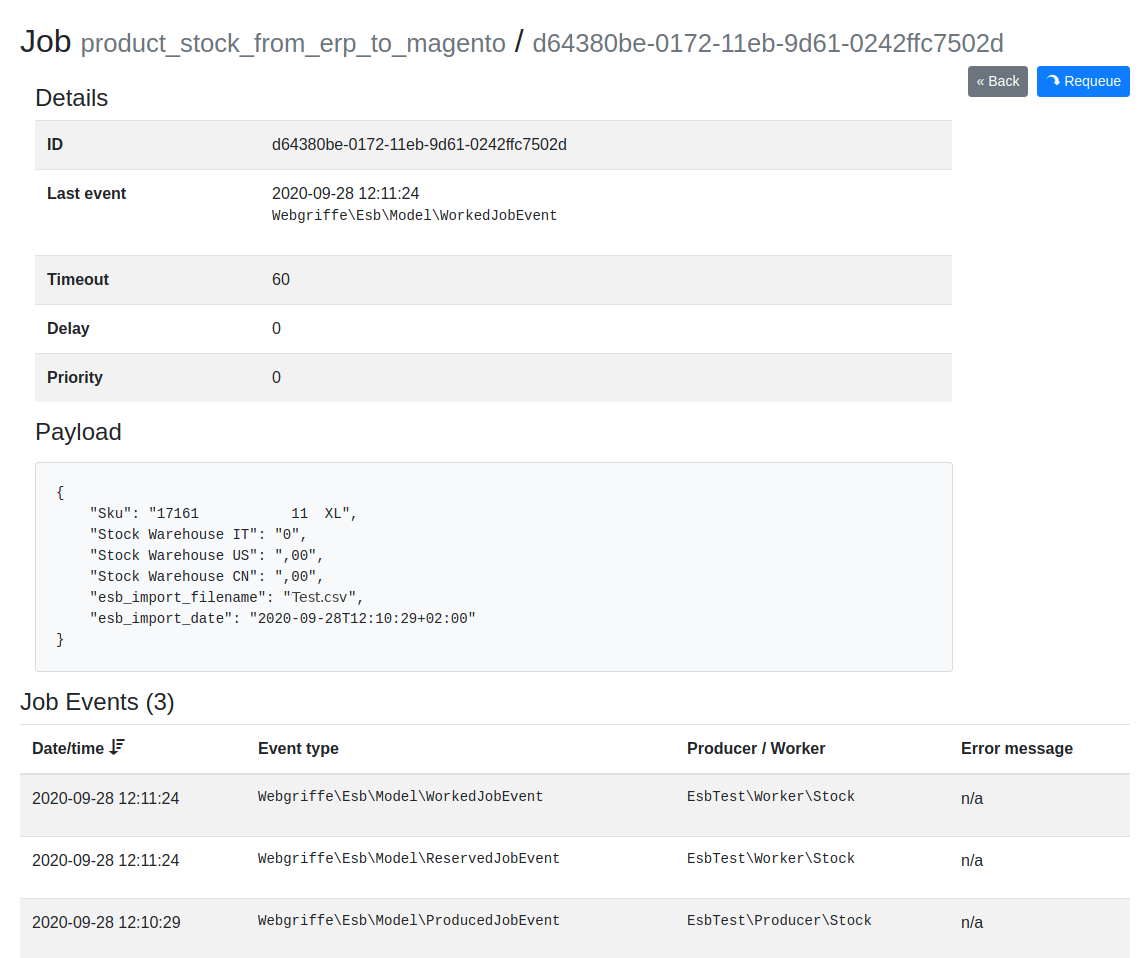 Job product_stock_from_erp_to_magento / d64380be-0172-11eb-9d61-0242ffc7502d
« Back Requeue
Details
ID d64380be-0172-11eb-9d61-0242ffc7502d
Last event 2020-09-28 12:11:24
Webgriffe\Esb\Model\WorkedJobEvent
Timeout 60
Delay 0
Priority 0
Payload
{
    "Sku": "17161           11  XL",
    "Stock Warehouse IT": "0",
    "Stock Warehouse US": ",00",
    "Stock Warehouse CN": ",00",
    "esb_import_filename": "Test.csv",
    "esb_import_date": "2020-09-28T12:10:29+02:00"
}
Job Events (3)
Date/time Event type Producer / Worker Error message
2020-09-28 12:11:24 Webgriffe\Esb\Model\WorkedJobEvent EsbTest\Worker\Stock n/a
2020-09-28 12:11:24 Webgriffe\Esb\Model\ReservedJobEvent EsbTest\Worker\Stock n/a
2020-09-28 12:10:29 Webgriffe\Esb\Model\ProducedJobEvent EsbTest\Producer\Stock n/a